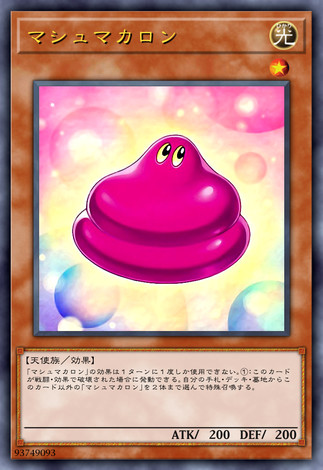 マシュマカロン
光
【天使族／効果】
「マシュマカロン」の効果は１ターンに１度しか使用できない。①：このカード
が戦闘・効果で破壊された場合に発動できる。自分の手札・デッキ・墓地からこ
のカード以外の「マシュマカロン」を２体まで選んで特殊召喚する。
ATK/ 200 DEF/ 200
93749093